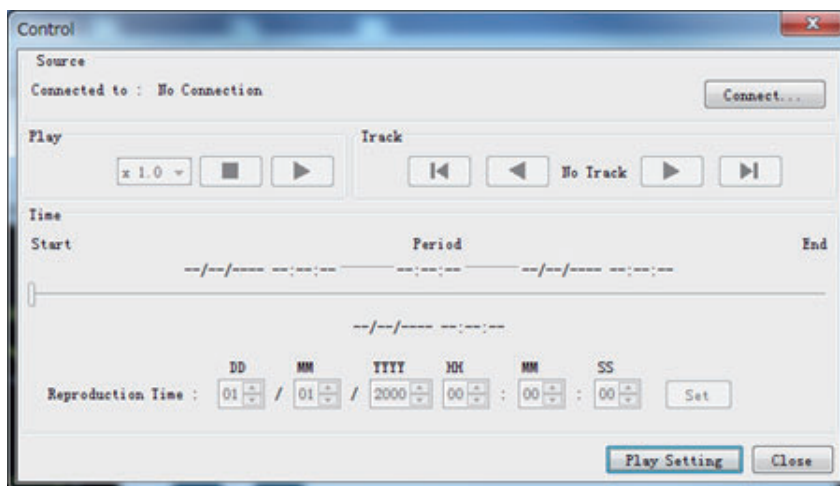 Control
Source
Connected to : No Connection
Connect...
Play
Track
x 1.0
No Track
Time
Start Period End
--/--/---- --:--:-- --:--:-- --/--/---- --:--:--
--/--/---- --:--:--
DD MM YYYY HH MM SS
Reproduction Time : 01 / 01 / 2000 00 : 00 : 00 Set
Play Setting Close